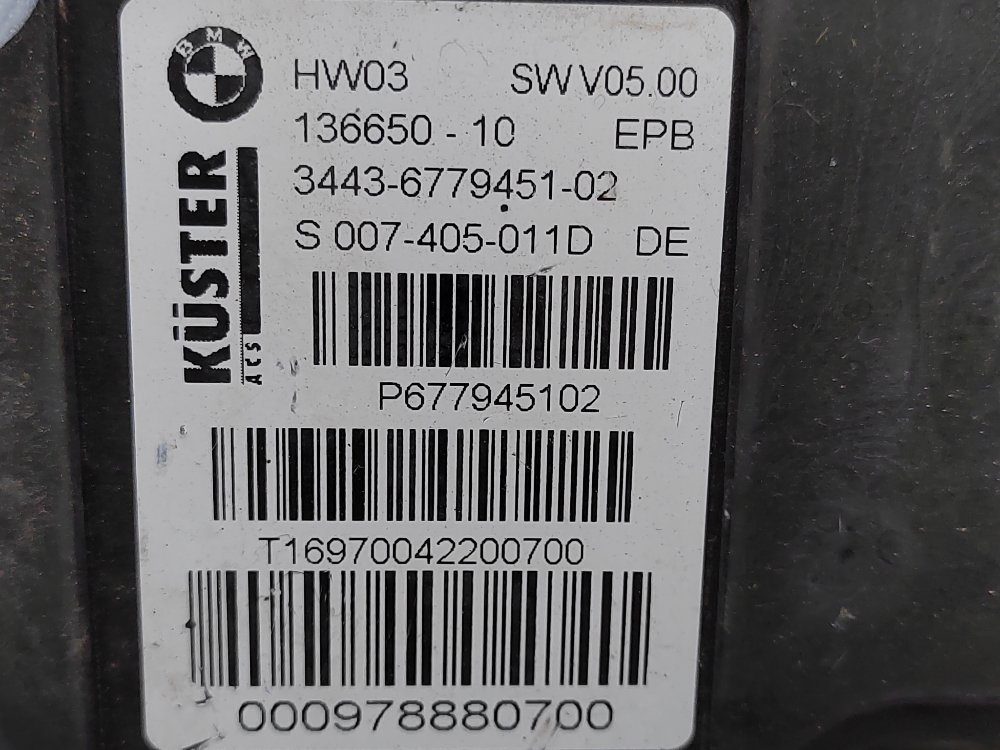 BMW
HW03 SW V05.00
136650 - 10 EPB
3443-6779451-02
S 007-405-011D DE
KÜSTER
ACS
P677945102
T16970042200700
000978880700